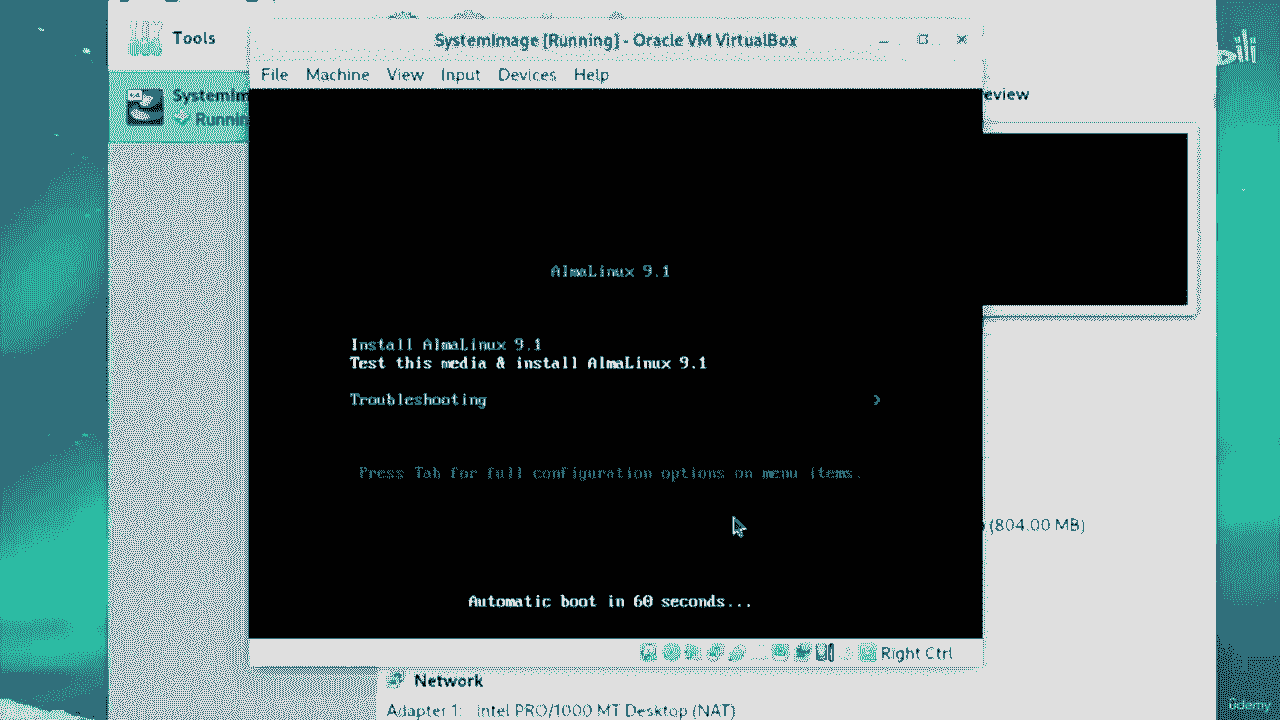 Tools
SystemImage [Running] - Oracle VM VirtualBox
File Machine View Input Devices Help
SystemIm
Runnin
eview
AlmaLinux 9.1
Install AlmaLinux 9.1
Test this media & install AlmaLinux 9.1
Troubleshooting >
Press Tab for full configuration options on menu items.
(804.00 MB)
Automatic boot in 60 seconds...
Right Ctrl
Network
Adapter 1: Intel PRO/1000 MT Desktop (NAT)
udemy